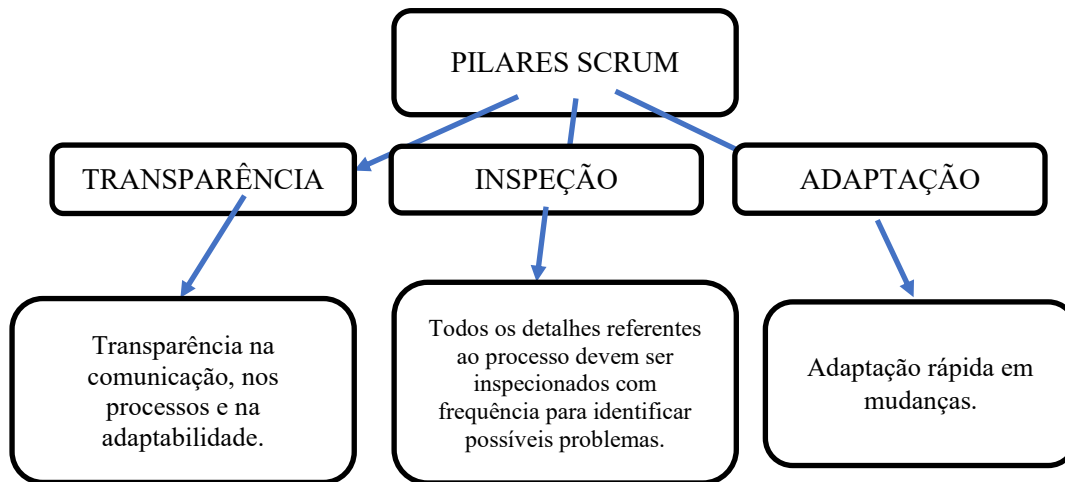 PILARES SCRUM
TRANSPARÊNCIA
INSPEÇÃO
ADAPTAÇÃO
Transparência na
comunicação, nos
processos e na
adaptabilidade.
Todos os detalhes referentes
ao processo devem ser
inspecionados com
frequência para identificar
possíveis problemas.
Adaptação rápida em
mudanças.